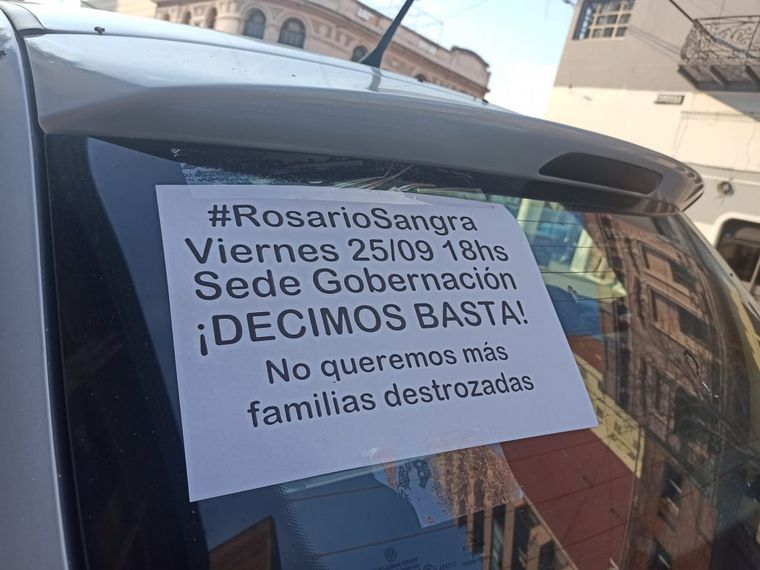 #RosarioSangra
Viernes 25/09 18hs
Sede Gobernación
¡DECIMOS BASTA!
No queremos más
familias destrozadas